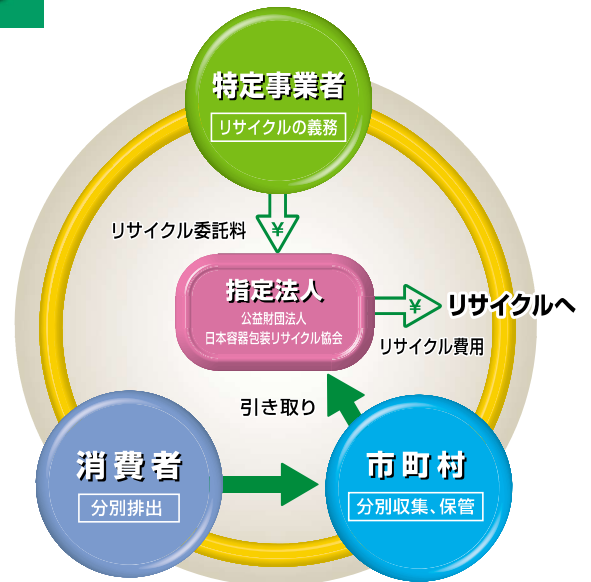 特定事業者
リサイクルの義務
リサイクル委託料
¥
指定法人
公益財団法人
日本容器包装リサイクル協会
¥
リサイクルへ
リサイクル費用
引き取り
消費者
分別排出
市町村
分別収集、保管